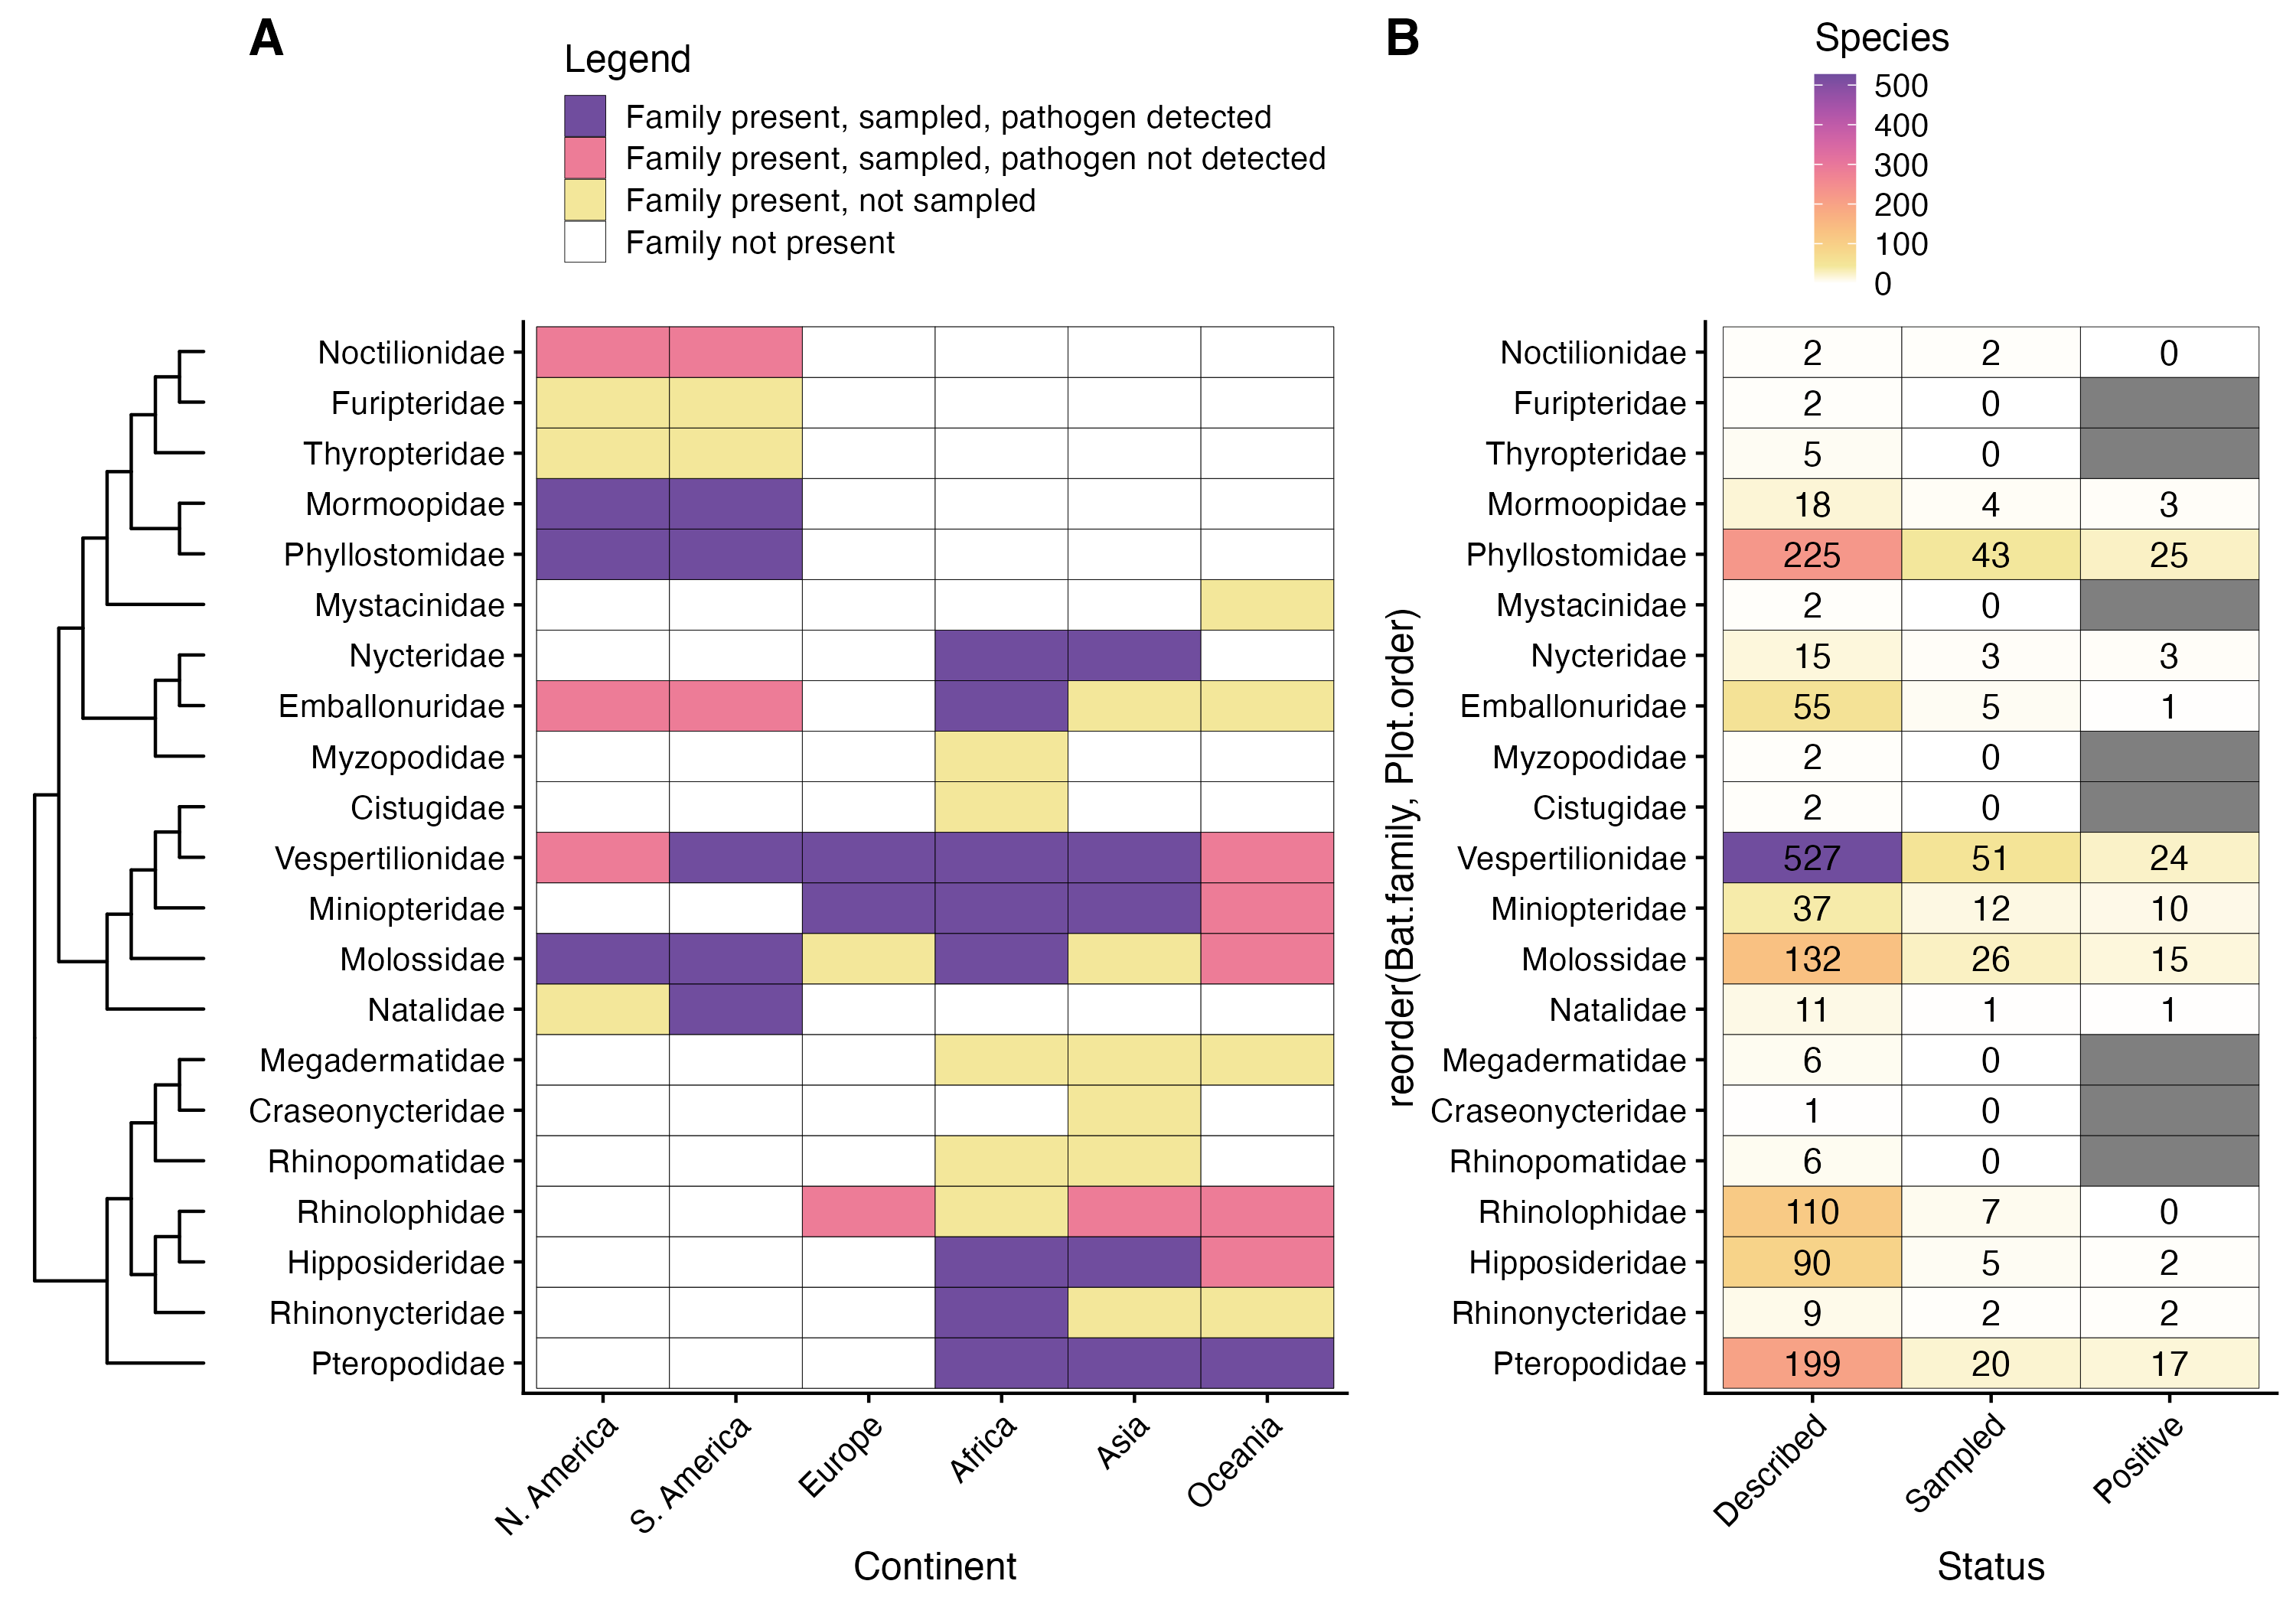 A
Legend
Family present, sampled, pathogen detected
Family present, sampled, pathogen not detected
Family present, not sampled
Family not present
Noctilionidae
Furipteridae
Thyropteridae
Mormoopidae
Phyllostomidae
Mystacinidae
Nycteridae
Emballonuridae
Myzopodidae
Cistugidae
Vespertilionidae
Miniopteridae
Molossidae
Natalidae
Megadermatidae
Craseonycteridae
Rhinopomatidae
Rhinolophidae
Hipposideridae
Rhinonycteridae
Pteropodidae
N. America
S. America
Europe
Africa
Asia
Oceania
Continent
B
Species
500
400
300
200
100
0
reorder(Bat.family, Plot.order)
Noctilionidae 2 2 0
Furipteridae 2 0
Thyropteridae 5 0
Mormoopidae 18 4 3
Phyllostomidae 225 43 25
Mystacinidae 2 0
Nycteridae 15 3 3
Emballonuridae 55 5 1
Myzopodidae 2 0
Cistugidae 2 0
Vespertilionidae 527 51 24
Miniopteridae 37 12 10
Molossidae 132 26 15
Natalidae 11 1 1
Megadermatidae 6 0
Craseonycteridae 1 0
Rhinopomatidae 6 0
Rhinolophidae 110 7 0
Hipposideridae 90 5 2
Rhinonycteridae 9 2 2
Pteropodidae 199 20 17
Described
Sampled
Positive
Status